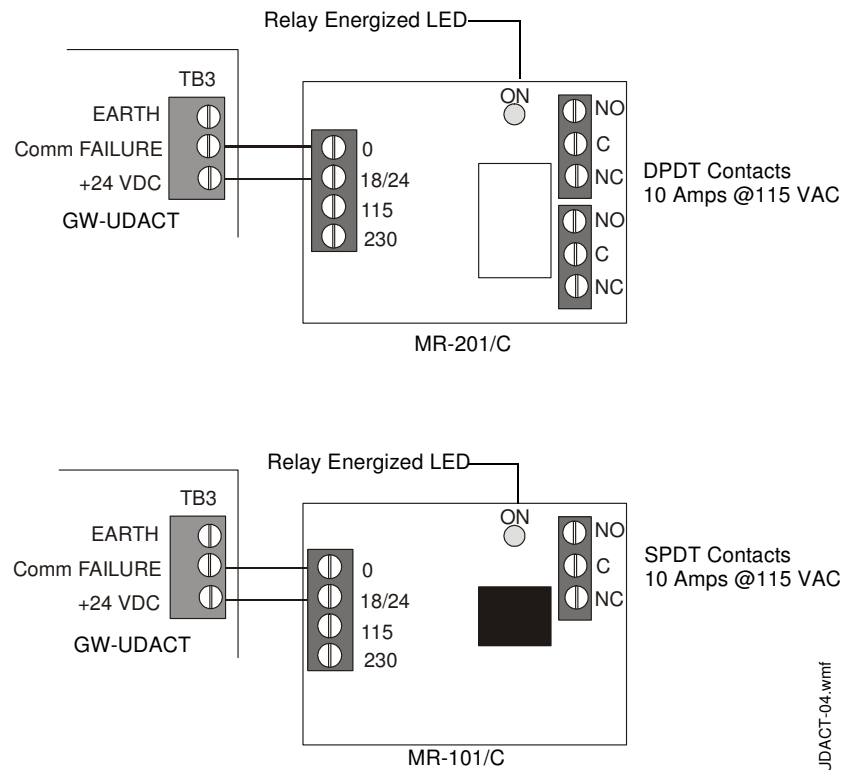 Relay Energized LED
TB3
EARTH
Comm FAILURE
+24 VDC
GW-UDACT
ON
0
18/24
115
230
NO
C
NC
NO
C
NC
DPDT Contacts
10 Amps @115 VAC
MR-201/C
Relay Energized LED
TB3
EARTH
Comm FAILURE
+24 VDC
GW-UDACT
ON
0
18/24
115
230
NO
C
NC
SPDT Contacts
10 Amps @115 VAC
MR-101/C
UDACT-04.wmf